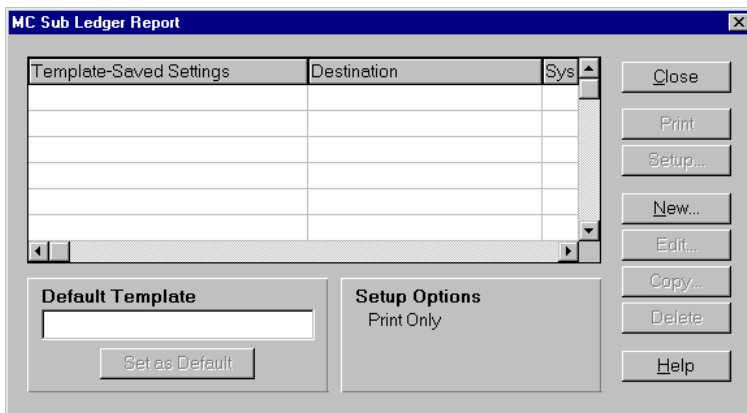 MC Sub Ledger Report
Template-Saved Settings Destination Sys
Close
Print
Setup...
New...
Edit...
Copy...
Delete
Help
Default Template
Set as Default
Setup Options
Print Only